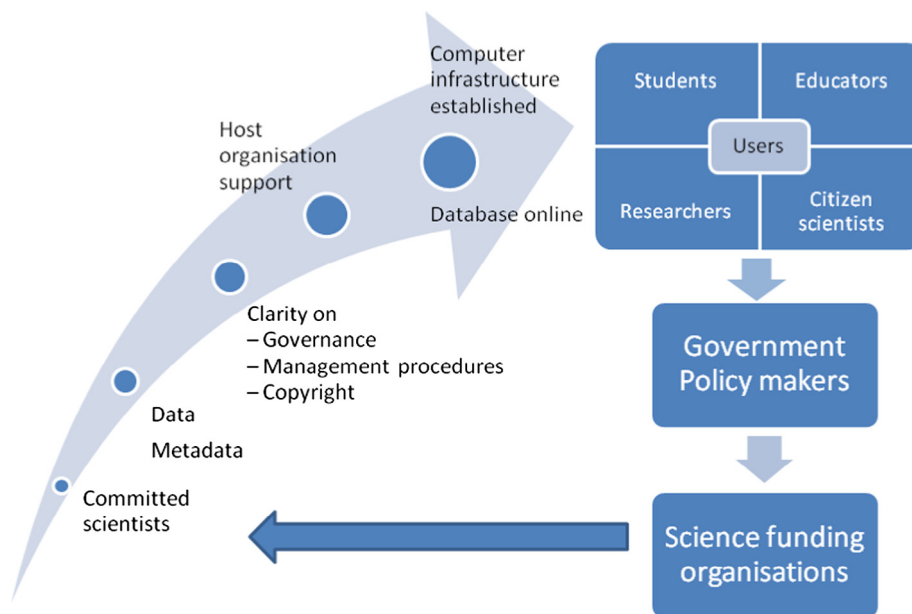 Computer
infrastructure
established
Host
organisation
support
Database online
Clarity on
– Governance
– Management procedures
– Copyright
Data
Metadata
Committed
scientists
Students
Educators
Users
Researchers
Citizen
scientists
Government
Policy makers
Science funding
organisations